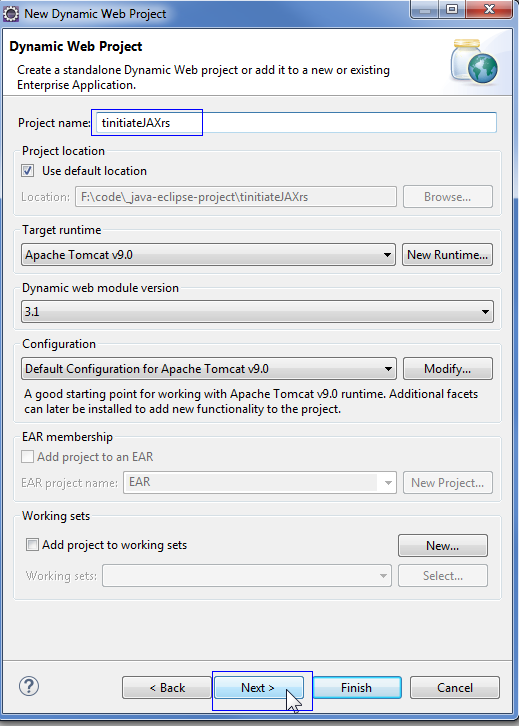 New Dynamic Web Project
Dynamic Web Project
Create a standalone Dynamic Web project or add it to a new or existing
Enterprise Application.
Project name: tinitiateJAXrs
Project location
Use default location
Location: F:\code\_java-eclipse-project\tinitiateJAXrs Browse...
Target runtime
Apache Tomcat v9.0 New Runtime...
Dynamic web module version
3.1
Configuration
Default Configuration for Apache Tomcat v9.0 Modify...
A good starting point for working with Apache Tomcat v9.0 runtime. Additional facets
can later be installed to add new functionality to the project.
EAR membership
Add project to an EAR
EAR project name: EAR New Project...
Working sets
Add project to working sets New...
Working sets: Select...
? < Back Next > Finish Cancel